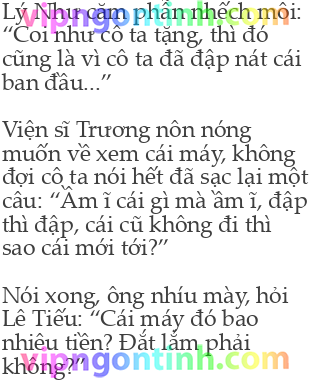 Lý Như căm phẫn nhếch môi:
“Coi như cô ta tặng, thì đó
cũng là vì cô ta đã đập nát cái
ban đầu...”
Viện sĩ Trương nôn nóng
muốn về xem cái máy, không
đợi cô ta nói hết đã sạc lại một
câu: “Ầm ĩ cái gì mà ầm ĩ, đập
thì đập, cái cũ không đi thì
sao cái mới tới?”
Nói xong, ông nhíu mày, hỏi
Lê Tiếu: “Cái máy đó bao
nhiêu tiền? Đắt lắm phải
không?”
vipngontinh.com
vipngontinh.com